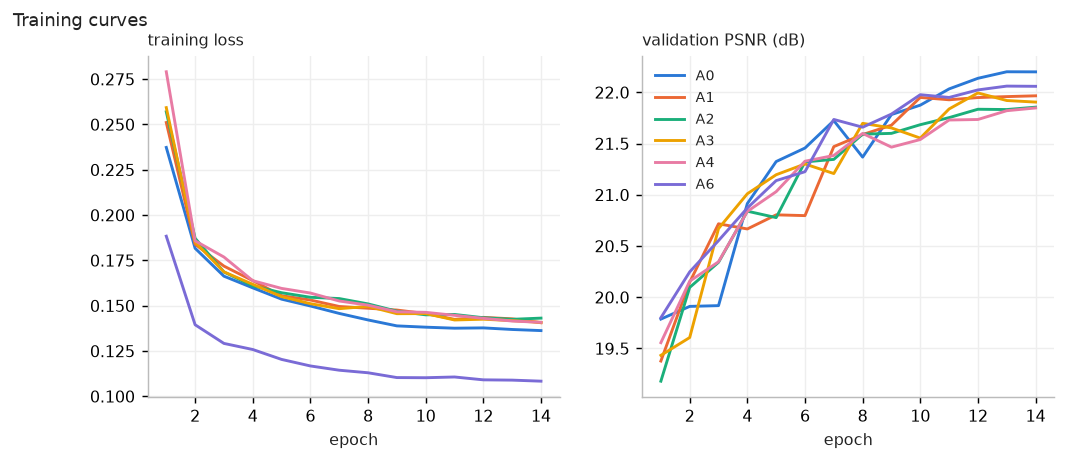 Training curves
training loss
0.275
0.250
0.225
0.200
0.175
0.150
0.125
0.100
2 4 6 8 10 12 14
epoch
validation PSNR (dB)
A0
A1
A2
A3
A4
A6
22.0
21.5
21.0
20.5
20.0
19.5
2 4 6 8 10 12 14
epoch